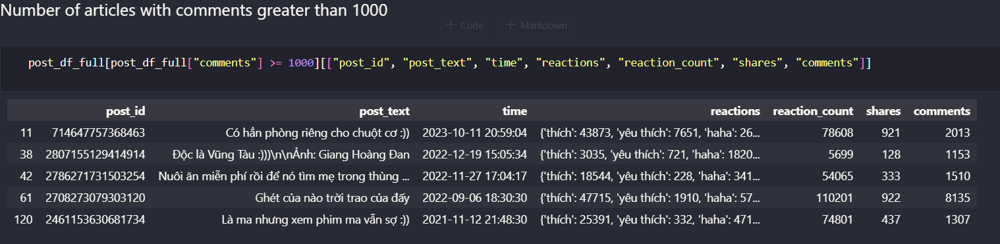 Number of articles with comments greater than 1000
+ Code + Markdown
post_df_full[post_df_full["comments"] >= 1000][["post_id", "post_text", "time", "reactions", "reaction_count", "shares", "comments"]]
post_id post_text time reactions reaction_count shares comments
11 714647757368463 Có hẳn phòng riêng cho chuột cơ :)) 2023-10-11 20:59:04 {'thích': 43873, 'yêu thích': 7651, 'haha': 26... 78608 921 2013
38 2807155129414914 Độc là Vũng Tàu :)))\n\nẢnh: Giang Hoàng Đan 2022-12-19 15:05:34 {'thích': 3035, 'yêu thích': 721, 'haha': 1820... 5699 128 1153
42 2786271731503254 Nuôi ăn miễn phí rồi để nó tìm mẹ trong thùng ... 2022-11-27 17:04:17 {'thích': 18544, 'yêu thích': 228, 'haha': 341... 54065 333 1510
61 2708273079303120 Ghét của nào trời trao của đấy 2022-09-06 18:30:30 {'thích': 47715, 'yêu thích': 1910, 'haha': 57... 110201 922 8135
120 2461153630681734 Là ma nhưng xem phim ma vẫn sợ :)) 2021-11-12 21:48:30 {'thích': 25391, 'yêu thích': 332, 'haha': 471... 74801 437 1307